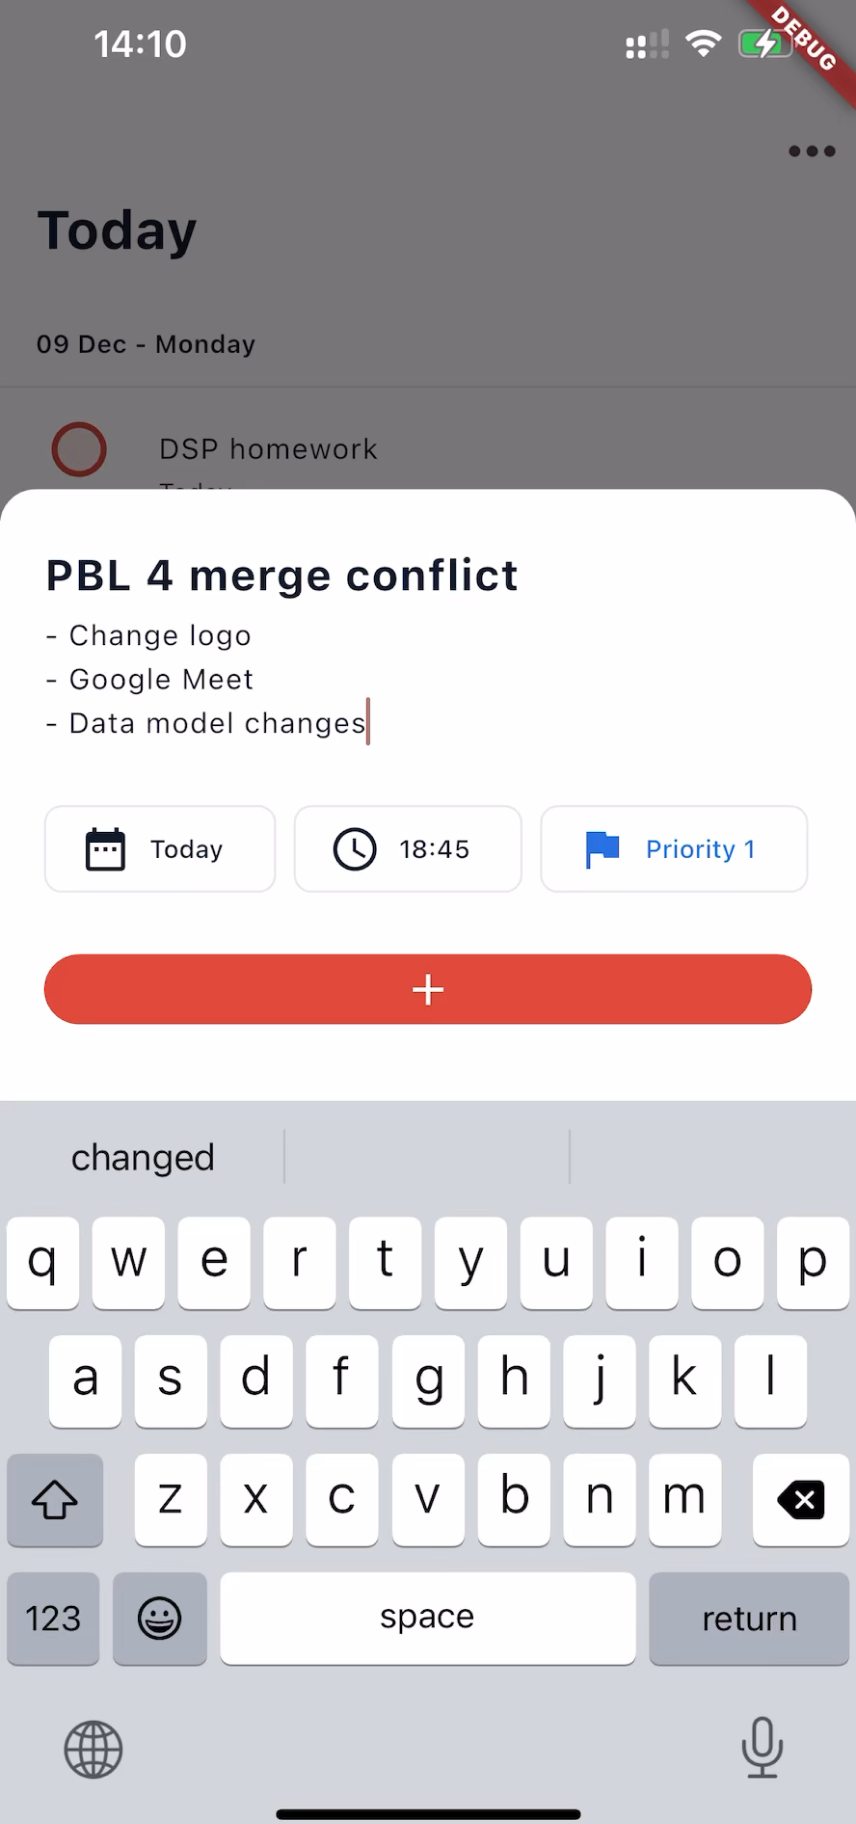 14:10
DEBUG
Today
09 Dec - Monday
DSP homework
Today
PBL 4 merge conflict
- Change logo
- Google Meet
- Data model changes
Today
18:45
Priority 1
+
changed
q w e r t y u i o p
a s d f g h j k l
z x c v b n m
123
space
return